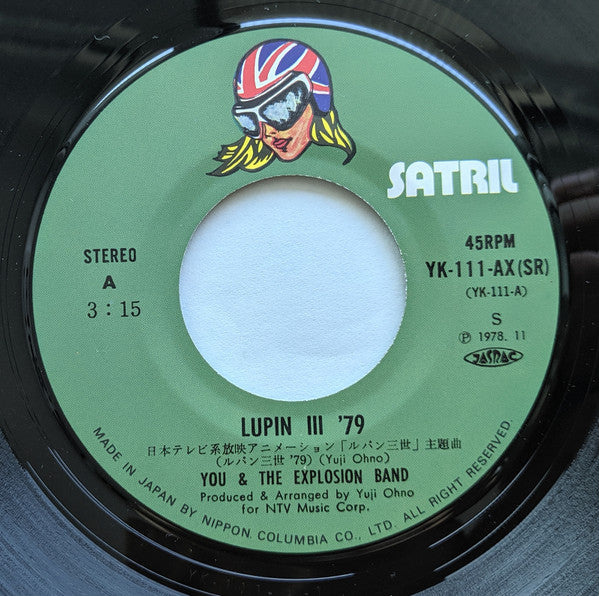 SATRIL
STEREO
A
3:15
45RPM
YK-111-AX(SR)
(YK-111-A)
S
Ⓟ 1978. 11
JASRAC
LUPIN III '79
日本テレビ系放映アニメーション「ルパン三世」主題曲
(ルパン三世'79) (Yuji Ohno)
YOU & THE EXPLOSION BAND
Produced & Arranged by Yuji Ohno
for NTV Music Corp.
MADE IN JAPAN BY NIPPON COLUMBIA CO., LTD. ALL RIGHT RESERVED.